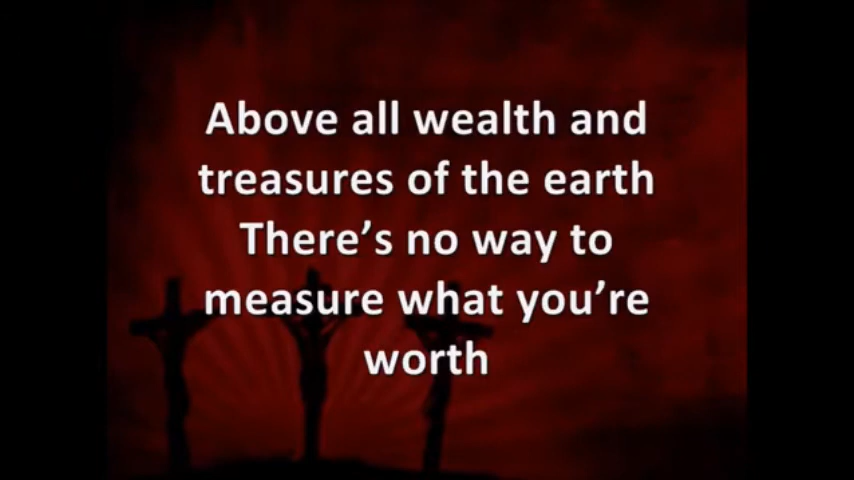 Above all wealth and
treasures of the earth
There’s no way to
measure what you’re
worth